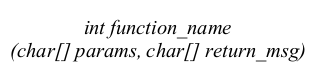 int function_name
(char[] params, char[] return_msg)